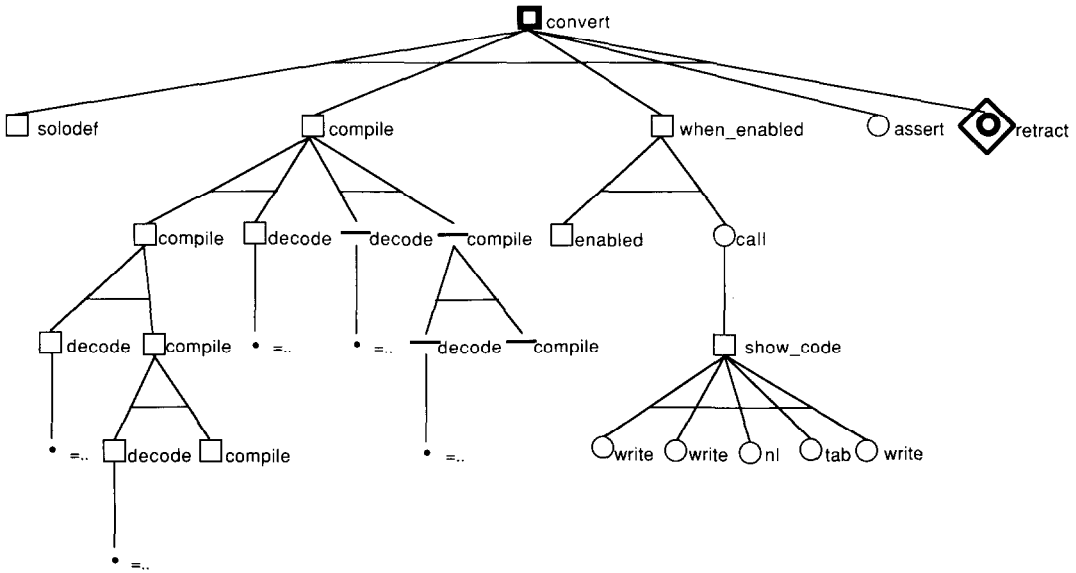 convert
solodef compile when_enabled assert retract
compile decode decode compile enabled call
decode compile =.. =.. decode compile show_code
=.. decode compile =.. write write nl tab write
=..